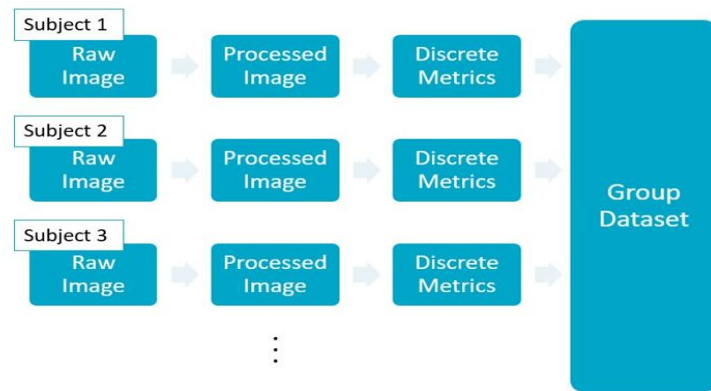 Subject 1
Raw
Image
Processed
Image
Discrete
Metrics
Subject 2
Raw
Image
Processed
Image
Discrete
Metrics
Group
Dataset
Subject 3
Raw
Image
Processed
Image
Discrete
Metrics
⋮